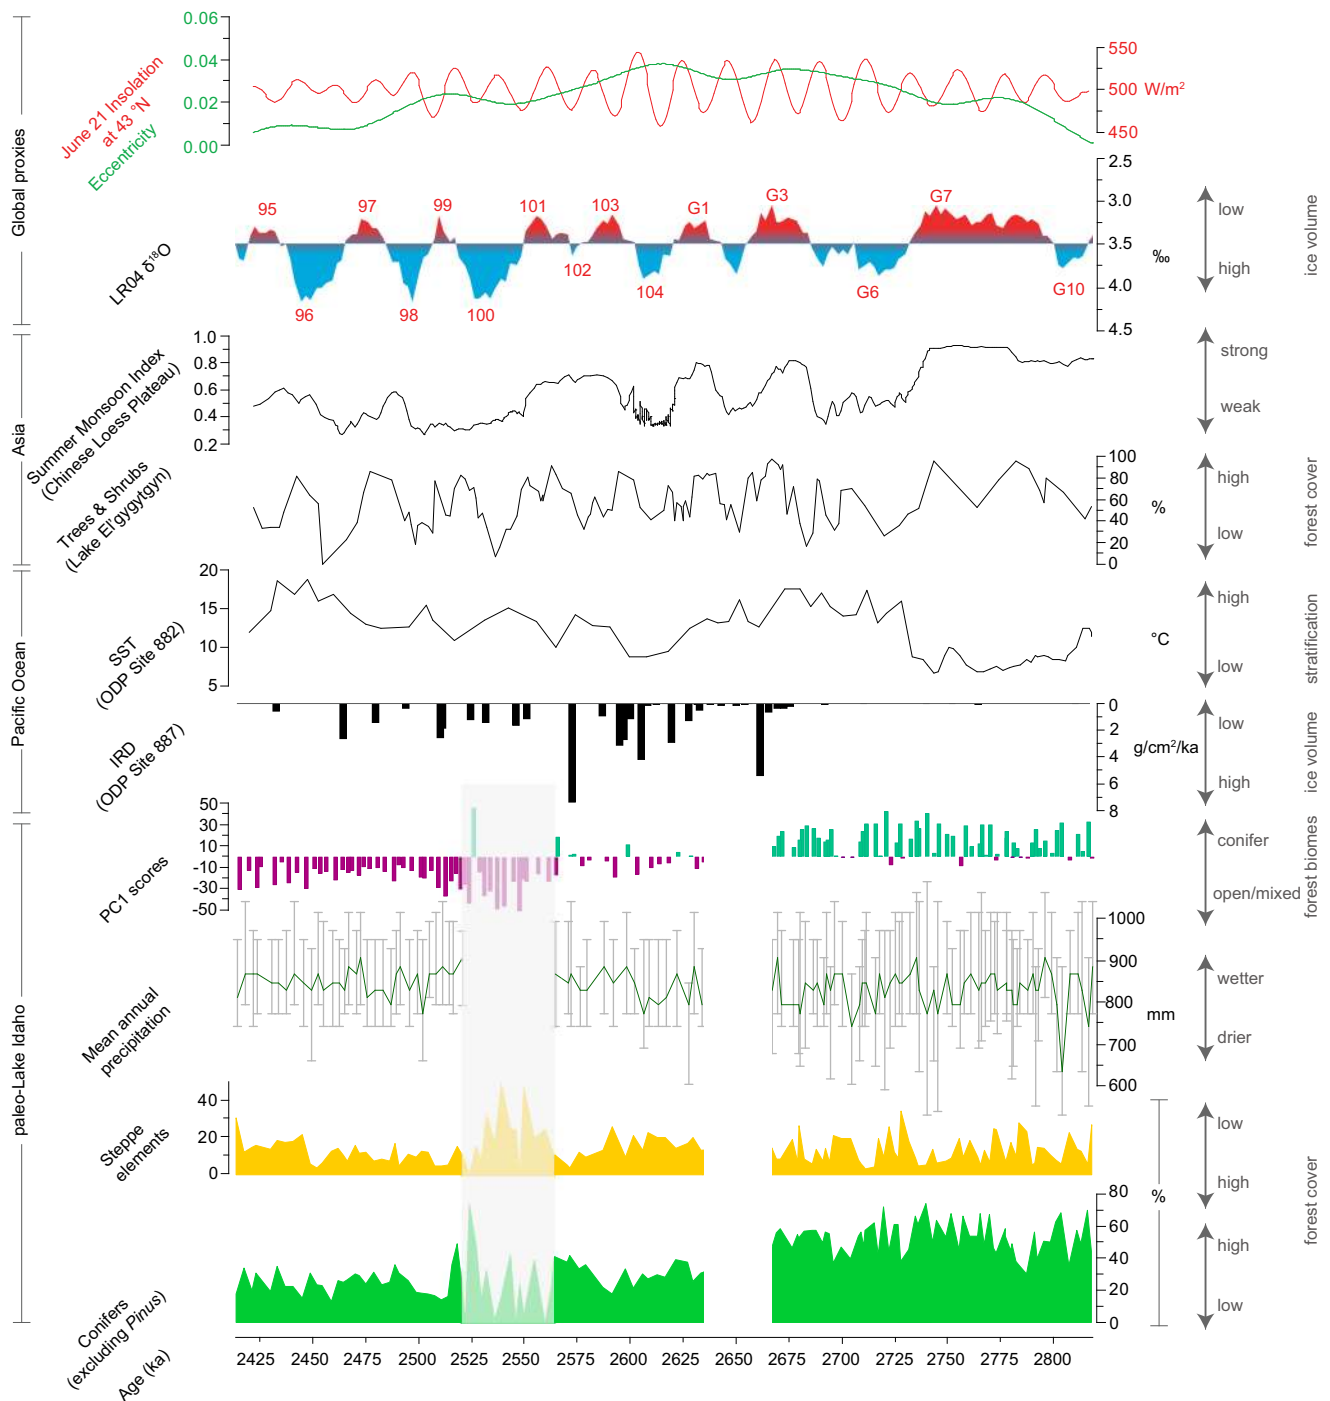 Global proxies
June 21 Insolation
at 43 °N
Eccentricity
0.06
0.04
0.02
0.00
550
500 W/m²
450
LR04 δ¹⁸O
95
97
99
101
103
G1
G3
G7
96
98
100
102
104
G6
G10
2.5
3.0
3.5
4.0
4.5
‰
low
high
ice volume
Asia
Summer Monsoon Index
(Chinese Loess Plateau)
1.0
0.8
0.6
0.4
0.2
strong
weak
Trees & Shrubs
(Lake El'gygytgyn)
100
80
60
40
20
0
%
high
low
forest cover
Pacific Ocean
SST
(ODP Site 882)
20
15
10
5
°C
high
low
stratification
IRD
(ODP Site 887)
0
2
4
6
8
g/cm²/ka
low
high
ice volume
paleo-Lake Idaho
PC1 scores
50
30
10
-10
-30
-50
conifer
open/mixed
forest biomes
Mean annual
precipitation
1000
900
800
700
600
mm
wetter
drier
Steppe
elements
40
20
0
low
high
%
forest cover
Conifers
(excluding Pinus)
80
60
40
20
0
high
low
Age (ka)
2425 2450 2475 2500 2525 2550 2575 2600 2625 2650 2675 2700 2725 2750 2775 2800